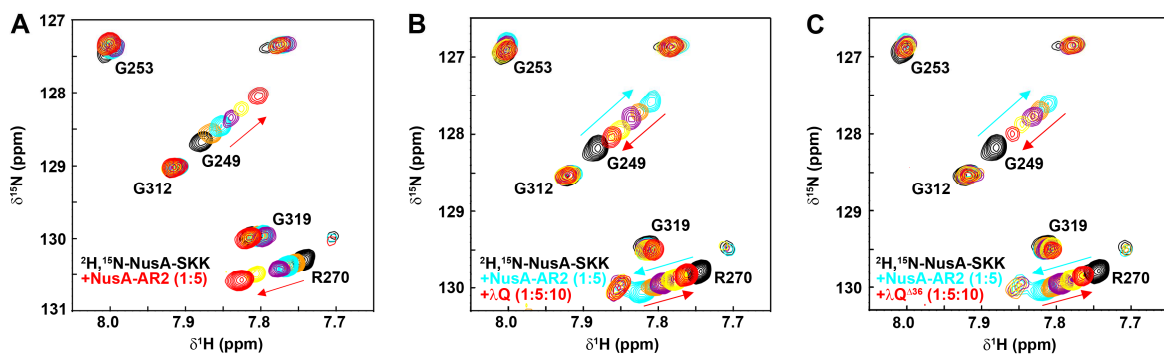 A
127
128
129
130
131
δ15N (ppm)
G253
G249
G312
G319
R270
2H,15N-NusA-SKK
+NusA-AR2 (1:5)
8.0 7.9 7.8 7.7
δ1H (ppm)
B
127
128
129
130
δ15N (ppm)
G253
G249
G312
G319
R270
2H,15N-NusA-SKK
+NusA-AR2 (1:5)
+λQ (1:5:10)
8.0 7.9 7.8 7.7
δ1H (ppm)
C
127
128
129
130
δ15N (ppm)
G253
G249
G312
G319
R270
2H,15N-NusA-SKK
+NusA-AR2 (1:5)
+λQΔ36 (1:5:10)
8.0 7.9 7.8 7.7
δ1H (ppm)